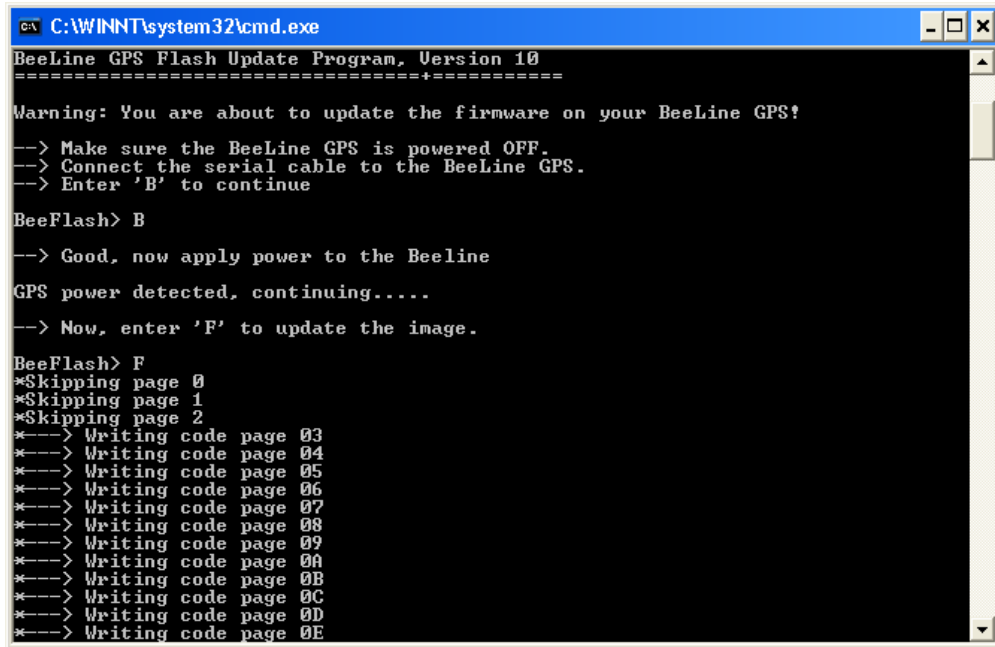 C:\WINNT\system32\cmd.exe
BeeLine GPS Flash Update Program, Version 10
==================================+===========
Warning: You are about to update the firmware on your BeeLine GPS!
--> Make sure the BeeLine GPS is powered OFF.
--> Connect the serial cable to the BeeLine GPS.
--> Enter 'B' to continue
BeeFlash> B
--> Good, now apply power to the Beeline
GPS power detected, continuing.....
--> Now, enter 'F' to update the image.
BeeFlash> F
*Skipping page 0
*Skipping page 1
*Skipping page 2
*---> Writing code page 03
*---> Writing code page 04
*---> Writing code page 05
*---> Writing code page 06
*---> Writing code page 07
*---> Writing code page 08
*---> Writing code page 09
*---> Writing code page 0A
*---> Writing code page 0B
*---> Writing code page 0C
*---> Writing code page 0D
*---> Writing code page 0E